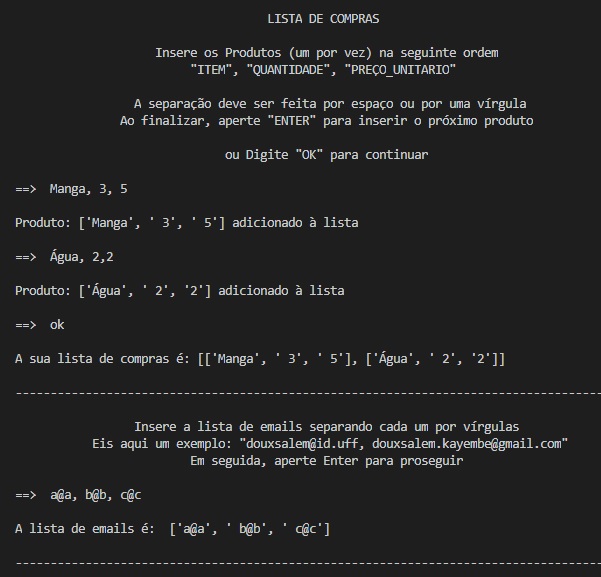 LISTA DE COMPRAS
Insere os Produtos (um por vez) na seguinte ordem
"ITEM", "QUANTIDADE", "PREÇO_UNITARIO"
A separação deve ser feita por espaço ou por uma vírgula
Ao finalizar, aperte "ENTER" para inserir o próximo produto
ou Digite "OK" para continuar
==>  Manga, 3, 5
Produto: ['Manga', ' 3', ' 5'] adicionado à lista
==>  Água, 2,2
Produto: ['Água', ' 2', '2'] adicionado à lista
==>  ok
A sua lista de compras é: [['Manga', ' 3', ' 5'], ['Água', ' 2', '2']]
------------------------------------------------------------------------------------
Insere a lista de emails separando cada um por vírgulas
Eis aqui um exemplo: "douxsalem@id.uff, douxsalem.kayembe@gmail.com"
Em seguida, aperte Enter para proseguir
==>  a@a, b@b, c@c
A lista de emails é:  ['a@a', ' b@b', ' c@c']
------------------------------------------------------------------------------------